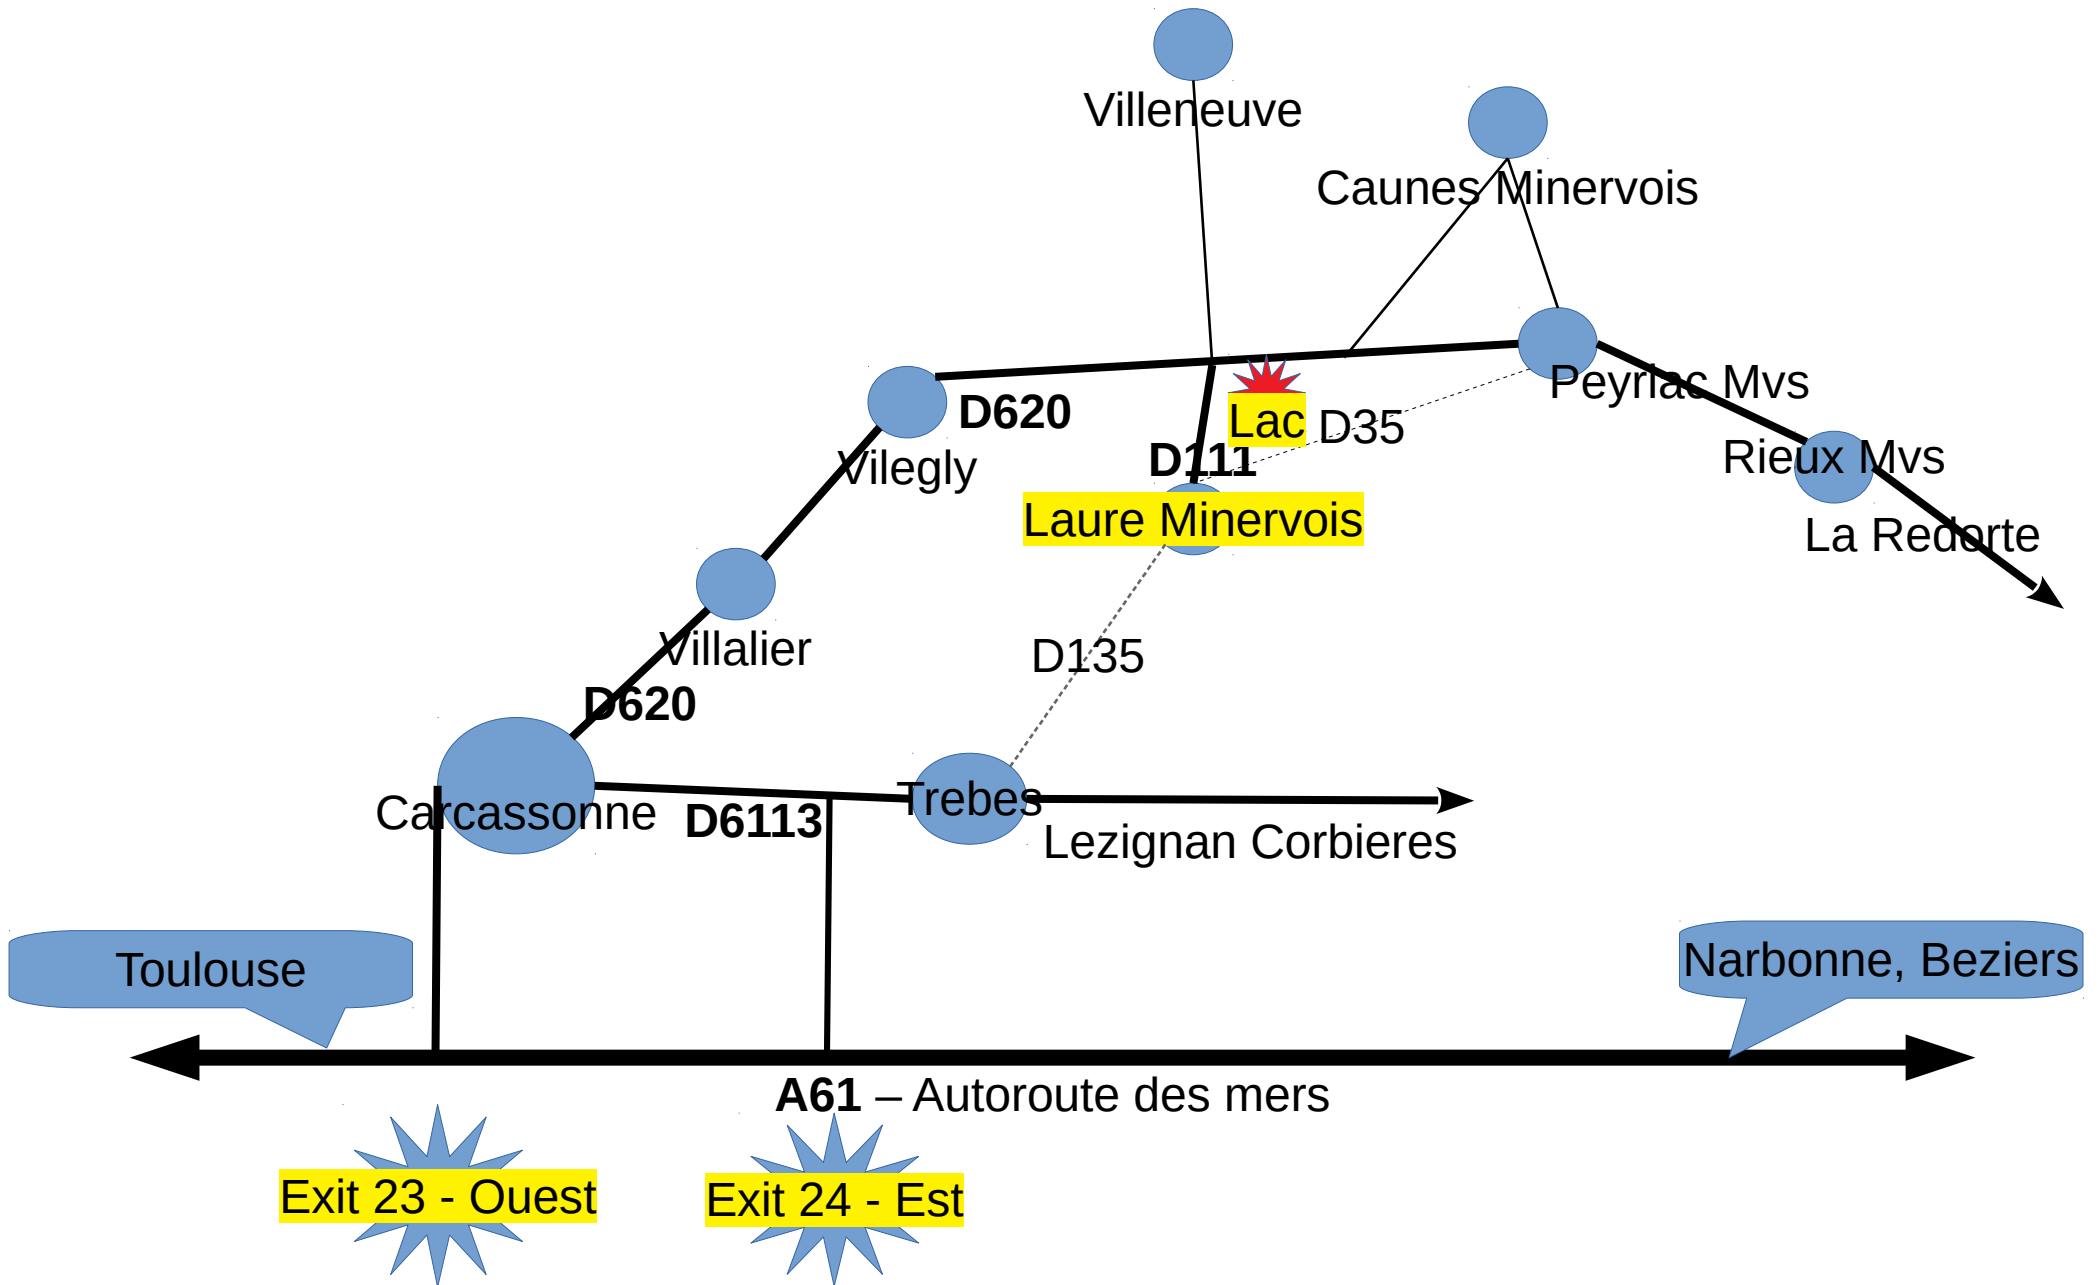 Villeneuve
Caunes Minervois
Peyriac Mvs
D620
Lac
D35
D111
Vilegly
Rieux Mvs
Laure Minervois
La Redorte
Villalier
D135
D620
Carcassonne
D6113
Trebes
Lezignan Corbieres
Toulouse
Narbonne, Beziers
A61 – Autoroute des mers
Exit 23 - Ouest
Exit 24 - Est